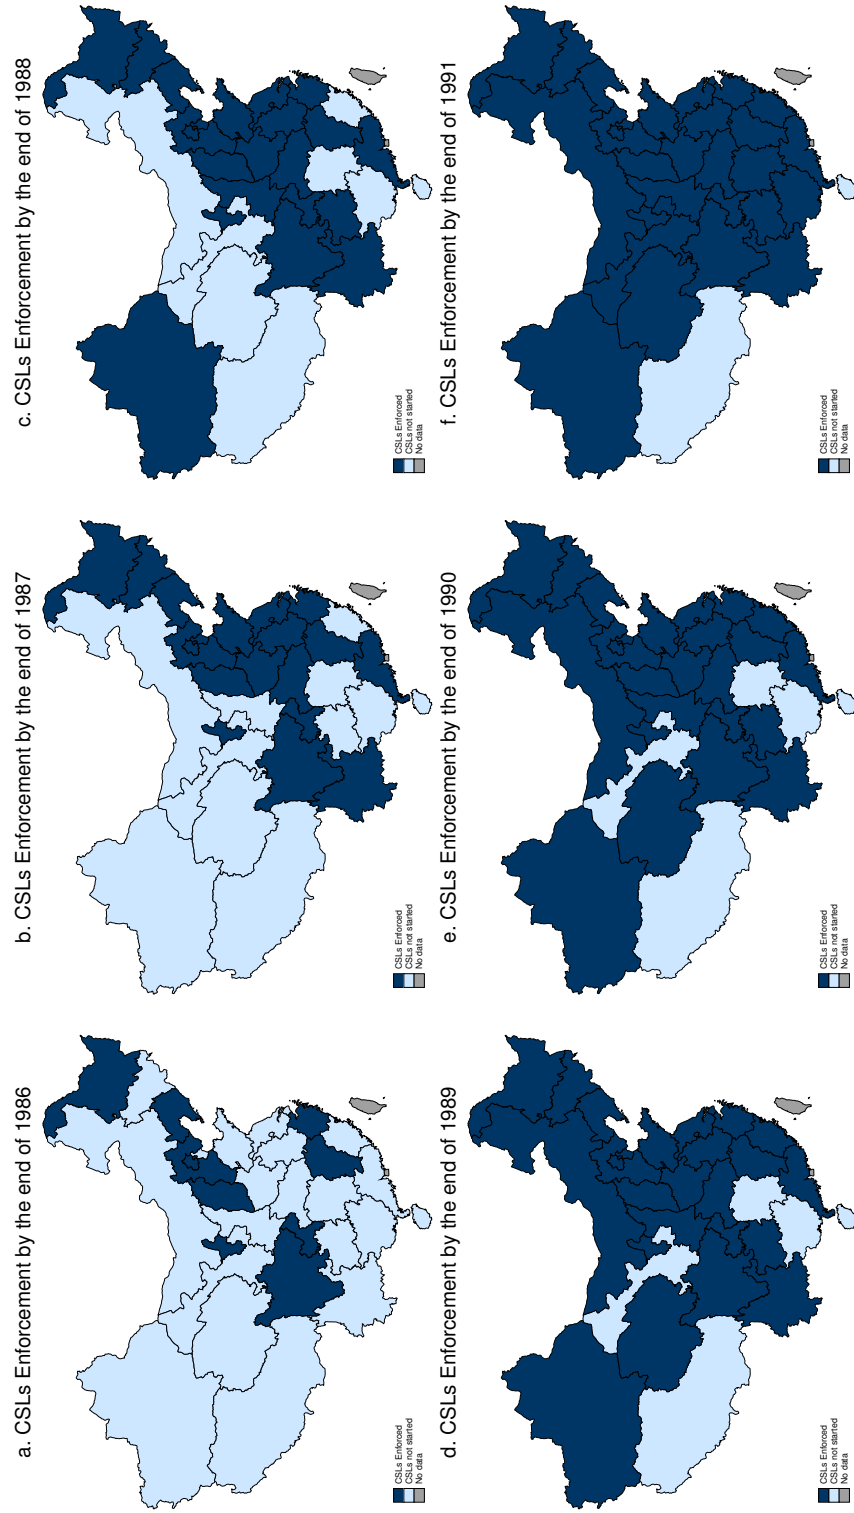 a. CSLs Enforcement by the end of 1986
CSLs Enforced
CSLs not started
No data
b. CSLs Enforcement by the end of 1987
CSLs Enforced
CSLs not started
No data
c. CSLs Enforcement by the end of 1988
CSLs Enforced
CSLs not started
No data
d. CSLs Enforcement by the end of 1989
CSLs Enforced
CSLs not started
No data
e. CSLs Enforcement by the end of 1990
CSLs Enforced
CSLs not started
No data
f. CSLs Enforcement by the end of 1991
CSLs Enforced
CSLs not started
No data